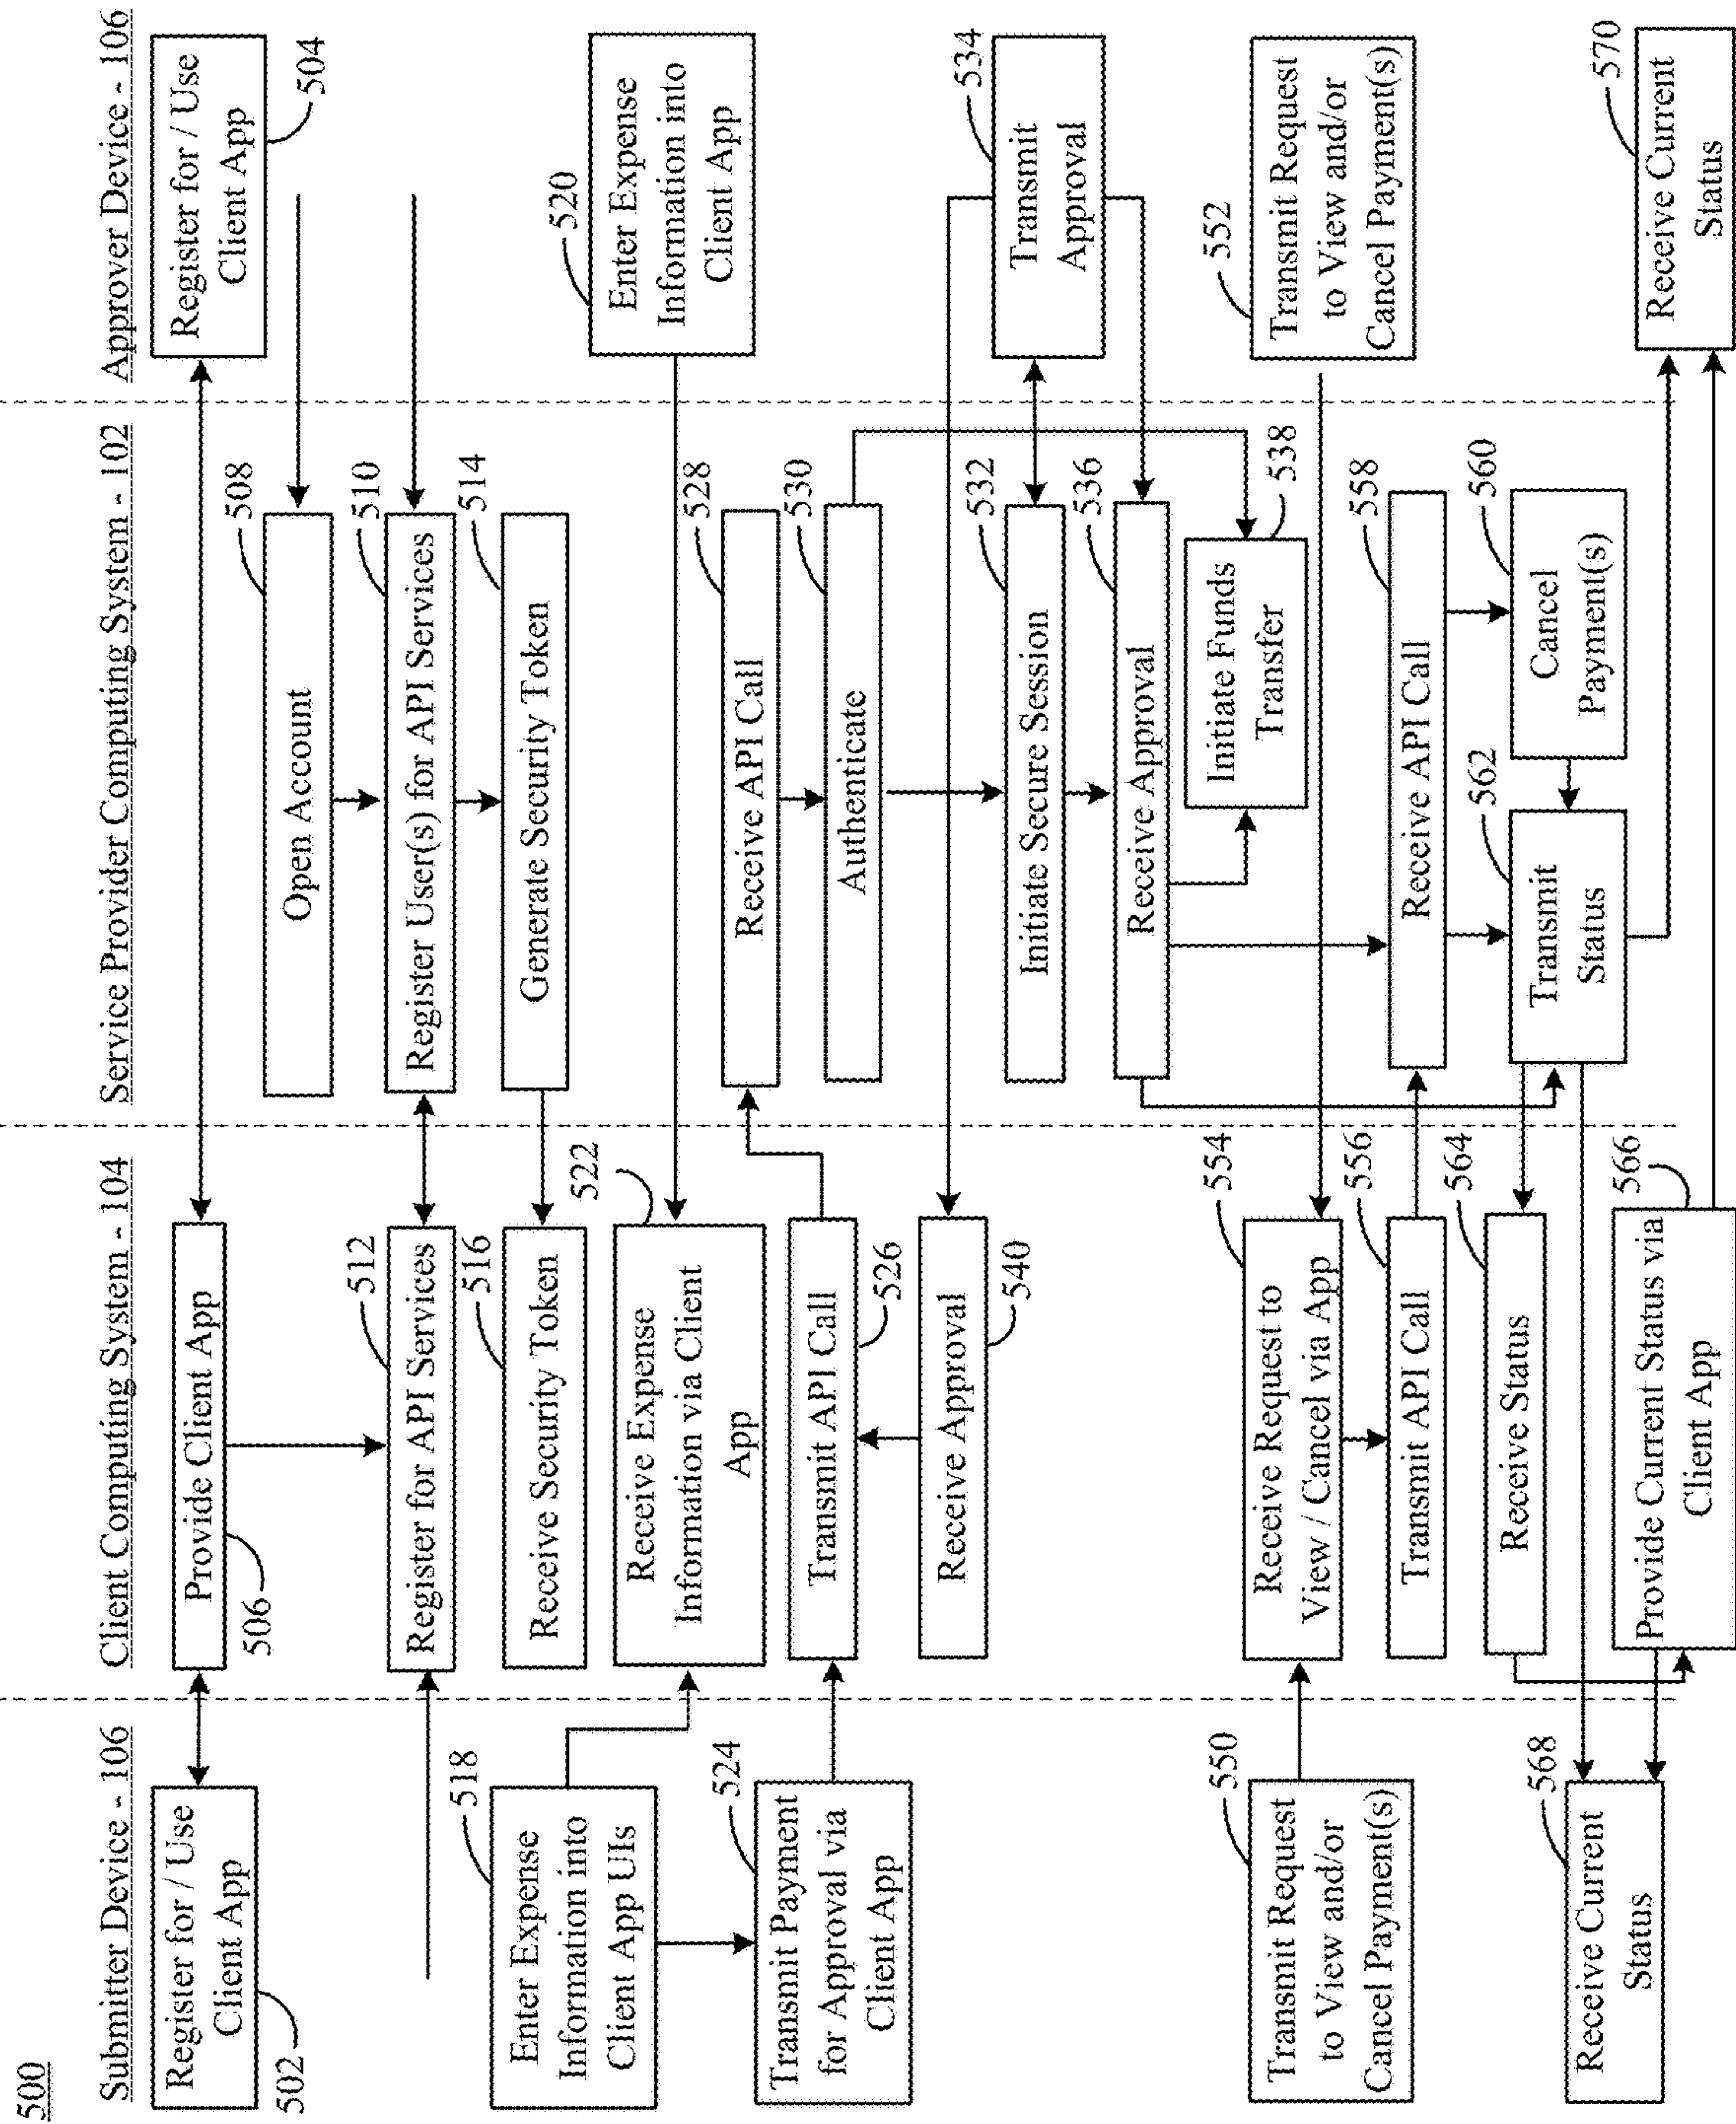 500
Submitter Device - 106
Client Computing System - 104
Service Provider Computing System - 102
Approver Device - 106
Register for / Use
Client App
502
Provide Client App
506
Register for / Use
Client App
504
Open Account
508
Register for API Services
512
Register User(s) for API Services
510
Receive Security Token
516
Generate Security Token
514
Enter Expense
Information into
Client App UIs
518
Receive Expense
Information via Client
App
522
Enter Expense
Information into
Client App
520
Transmit Payment
for Approval via
Client App
524
Transmit API Call
526
Receive API Call
528
Authenticate
530
Receive Approval
540
Initiate Secure Session
532
Transmit
Approval
534
Receive Approval
536
Initiate Funds
Transfer
538
Transmit Request
to View and/or
Cancel Payment(s)
550
Receive Request to
View / Cancel via App
554
Transmit Request
to View and/or
Cancel Payment(s)
552
Transmit API Call
556
Receive API Call
558
Receive Status
564
Transmit
Status
562
Cancel
Payment(s)
560
Receive Current
Status
568
Provide Current Status via
Client App
566
Receive Current
Status
570